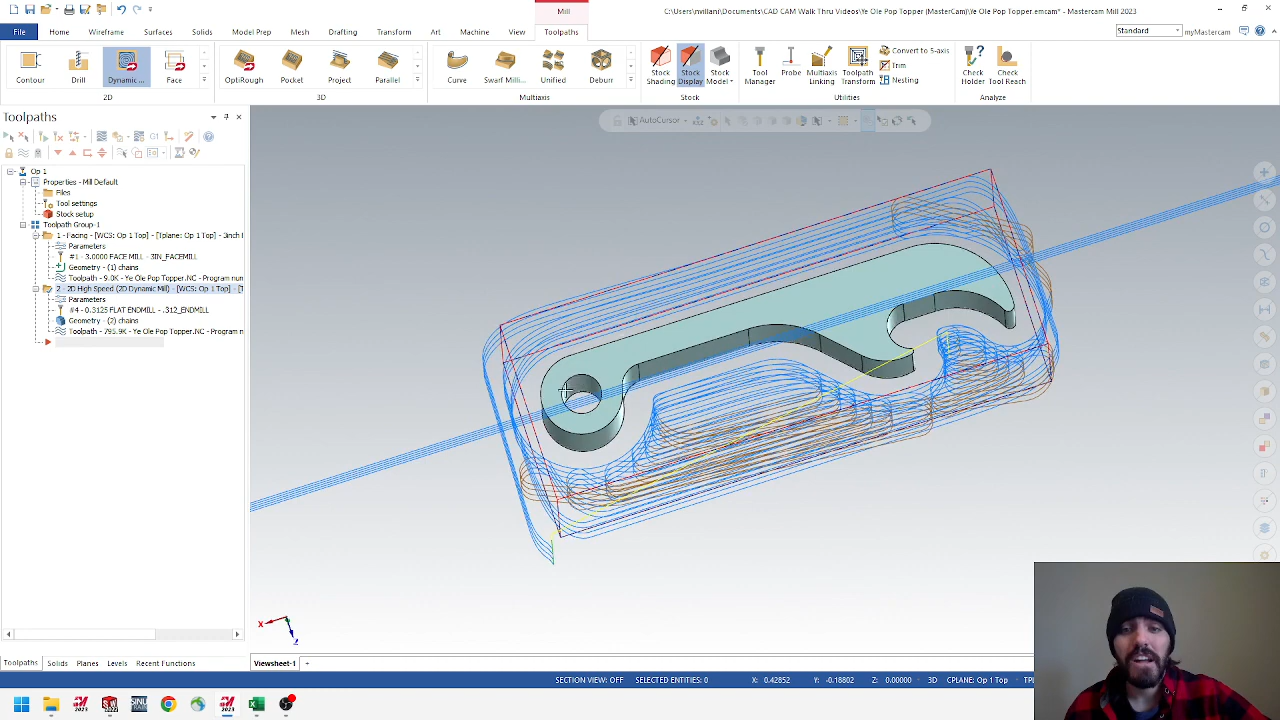 Mill
C:\Users\millani\Documents\CAD CAM Walk Thru Videos\Ye Ole Pop Topper (MasterCam)\Ye Ole Pop Topper.emcam* - Mastercam Mill 2023
File Home Wireframe Surfaces Solids Model Prep Mesh Drafting Transform Art Machine View Toolpaths
Standard
myMastercam
Contour
Drill
Dynamic ...
Face
OptiRough
Pocket
Project
Parallel
Curve
Swarf Milli...
Unified
Deburr
Stock Shading
Stock Display
Stock Model
Tool Manager
Probe
Multiaxis Linking
Toolpath Transform
Convert to 5-axis
Trim
Nesting
Check Holder
Check Tool Reach
2D
3D
Multiaxis
Stock
Utilities
Analyze
Toolpaths
AutoCursor
G1
Op 1
Properties - Mill Default
Files
Tool settings
Stock setup
Toolpath Group-1
1 - Facing - [WCS: Op 1 Top] - [Tplane: Op 1 Top] - 3inch
Parameters
#1 - 3.0000 FACE MILL - 3IN_FACEMILL
Geometry - (1) chains
Toolpath - 9.0K - Ye Ole Pop Topper.NC - Program num
2 - 2D High Speed (2D Dynamic Mill) - [WCS: Op 1 Top] - [T
Parameters
#4 - 0.3125 FLAT ENDMILL - .312_ENDMILL
Geometry - (2) chains
Toolpath - 795.9K - Ye Ole Pop Topper.NC - Program n
X
Z
Toolpaths Solids Planes Levels Recent Functions
Viewsheet-1 +
SECTION VIEW: OFF SELECTED ENTITIES: 0 X: 0.42852 Y: -0.18802 Z: 0.00000 3D CPLANE: Op 1 Top TPL
2023
SINU
2023